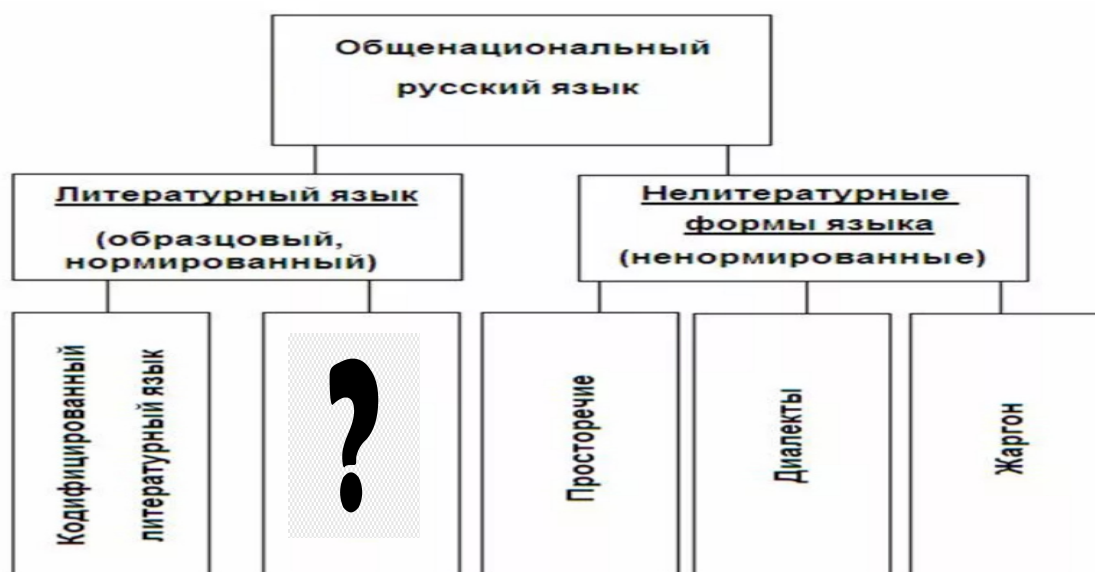 Общенациональный
русский язык
Литературный язык
(образцовый,
нормированный)
Нелитературные
формы языка
(ненормированные)
Кодифицированный
литературный язык
?
Просторечие
Диалекты
Жаргон